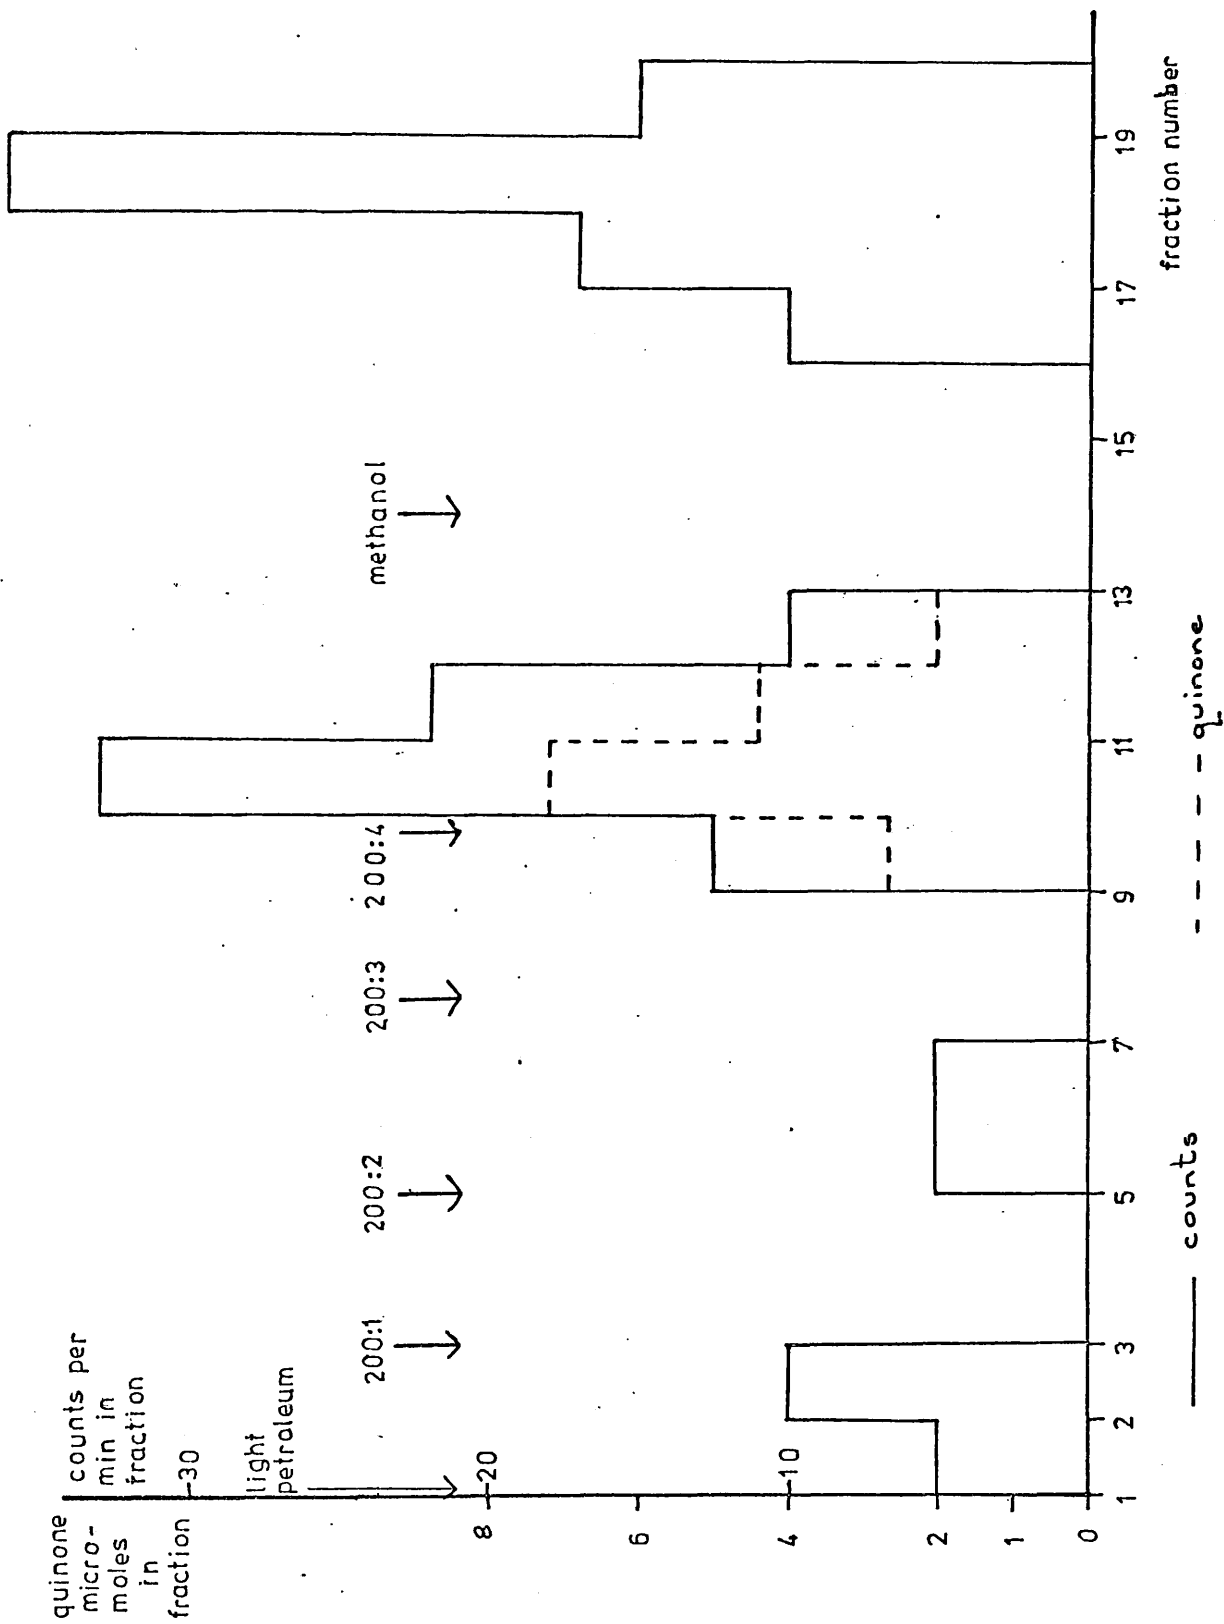 quinone
micro-
moles
in
fraction
counts per
min in
fraction
30
20
10
8
6
4
2
1
0
light
petroleum
200:1
200:2
200:3
200:4
methanol
1
2
3
5
7
9
11
13
15
17
19
fraction number
counts
quinone